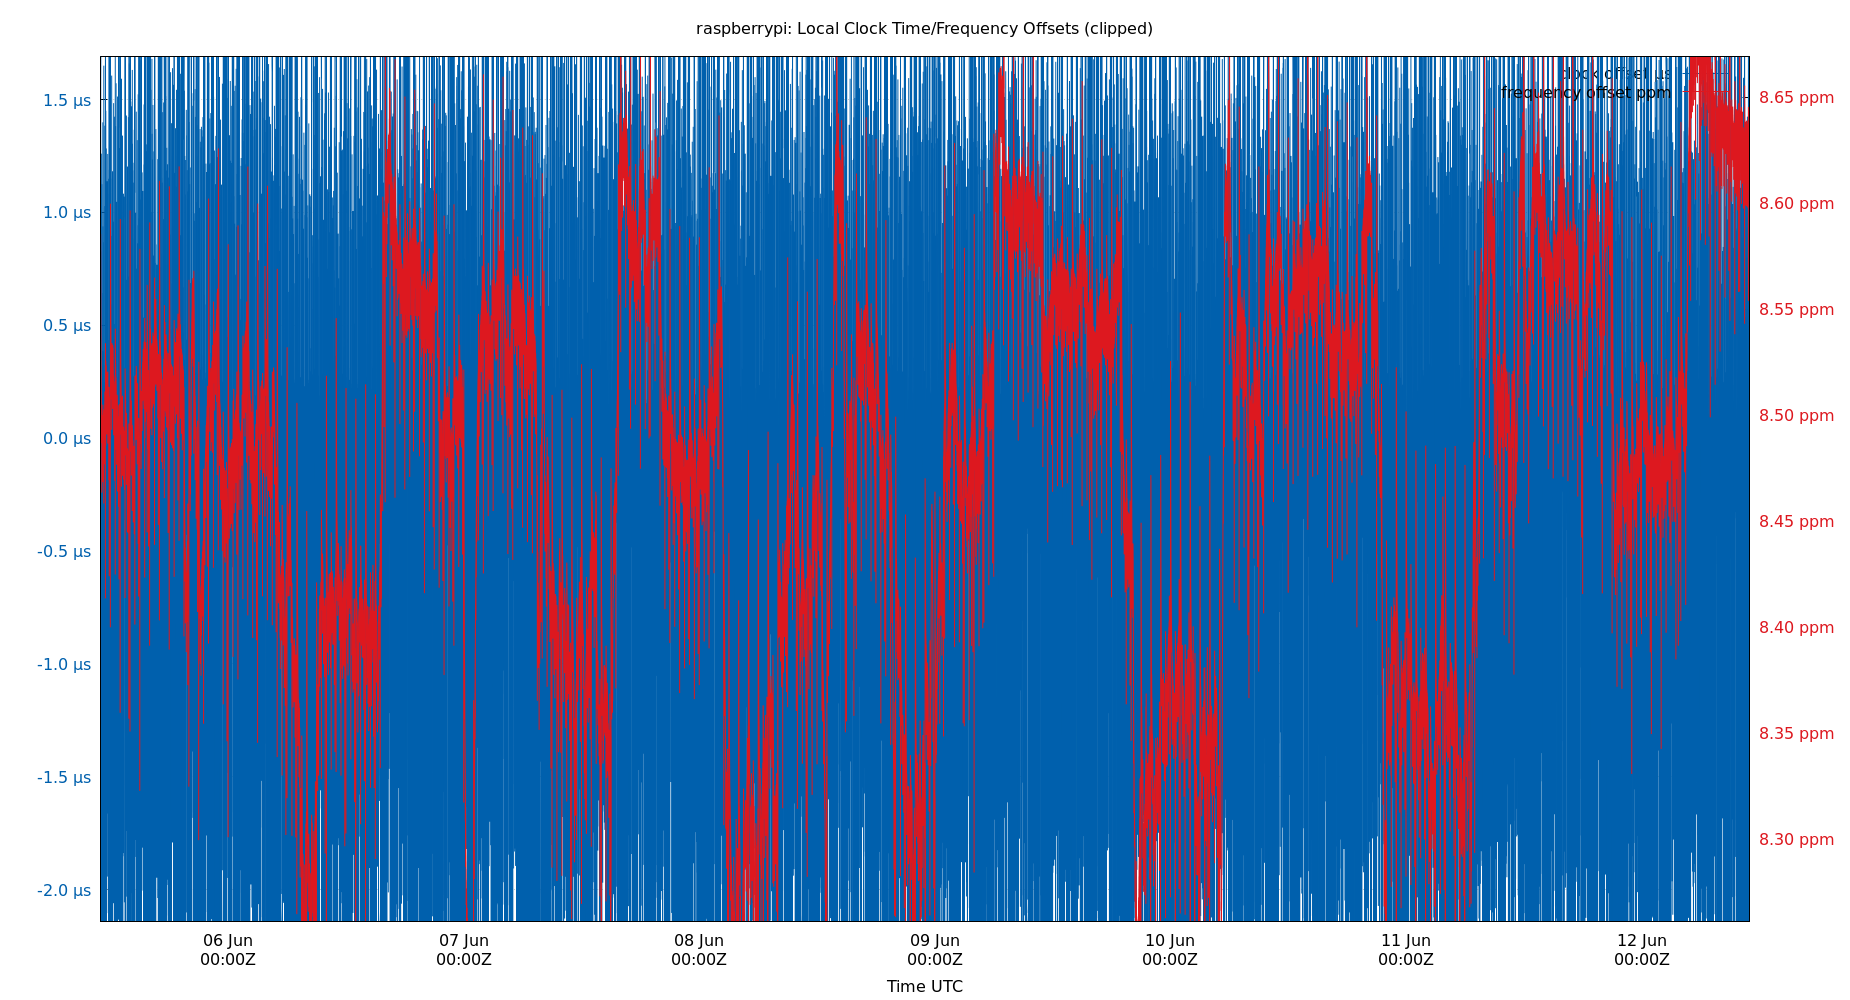 raspberrypi: Local Clock Time/Frequency Offsets (clipped)
clock offset µs
frequency offset ppm
1.5 µs
1.0 µs
0.5 µs
0.0 µs
-0.5 µs
-1.0 µs
-1.5 µs
-2.0 µs
8.65 ppm
8.60 ppm
8.55 ppm
8.50 ppm
8.45 ppm
8.40 ppm
8.35 ppm
8.30 ppm
06 Jun 07 Jun 08 Jun 09 Jun 10 Jun 11 Jun 12 Jun
00:00Z 00:00Z 00:00Z 00:00Z 00:00Z 00:00Z 00:00Z
Time UTC